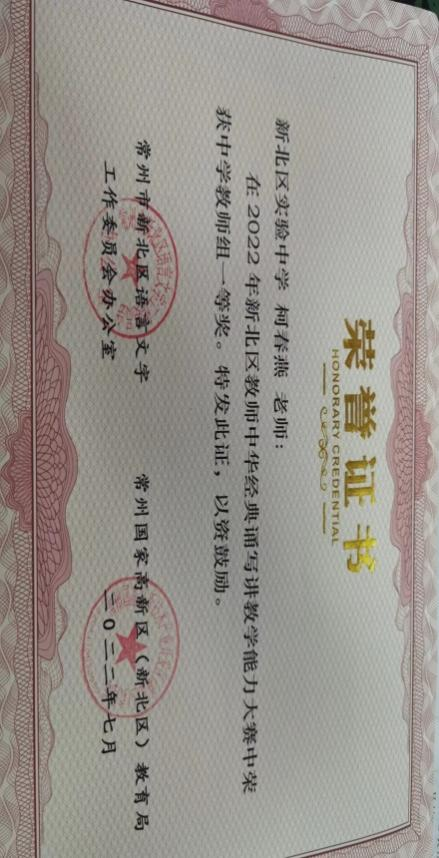 荣誉证书
HONORARY CREDENTIAL
新北区实验中学 柯春燕 老师：
在2022年新北区教师中华经典诵写讲教学能力大赛中荣
获中学教师组一等奖。特发此证，以资鼓励。
常州市新北区语言文字
工作委员会办公室
常州国家高新区（新北区）教育局
二0二二年七月